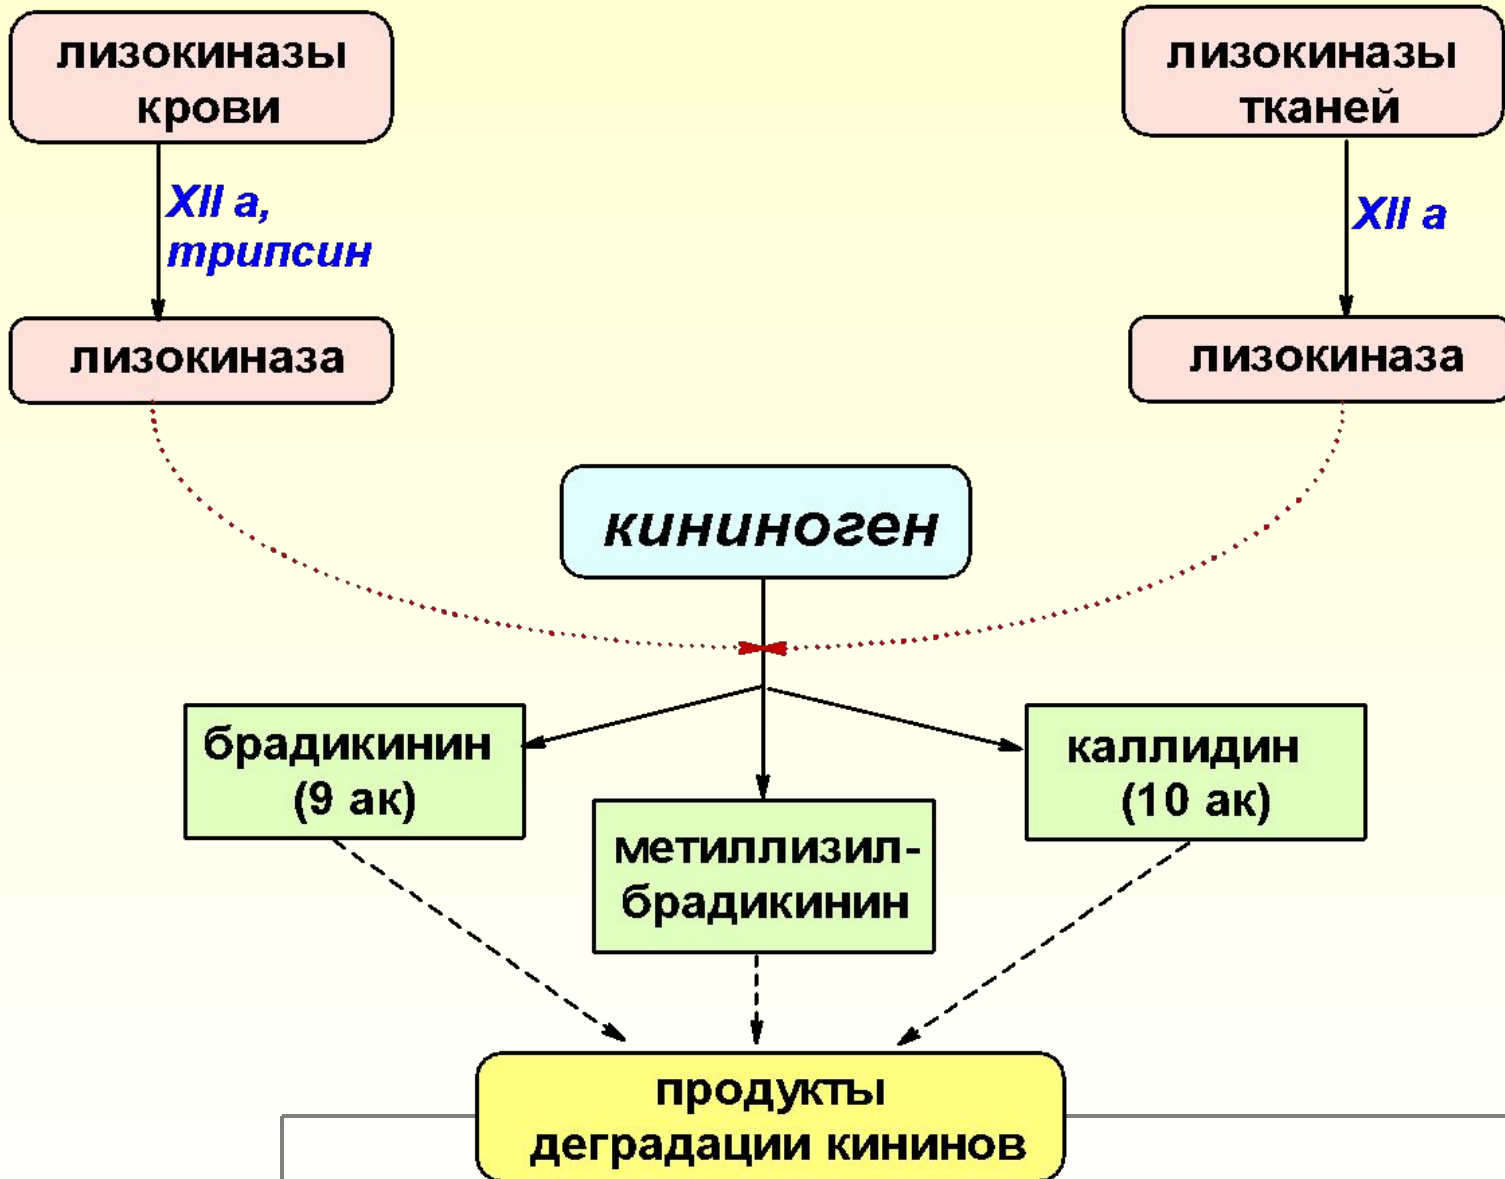 лизокиназы
крови
лизокиназы
тканей
XII а,
трипсин
XII а
лизокиназа
лизокиназа
кининоген
брадикинин
(9 ак)
каллидин
(10 ак)
метиллизил-
брадикинин
продукты
деградации кининов